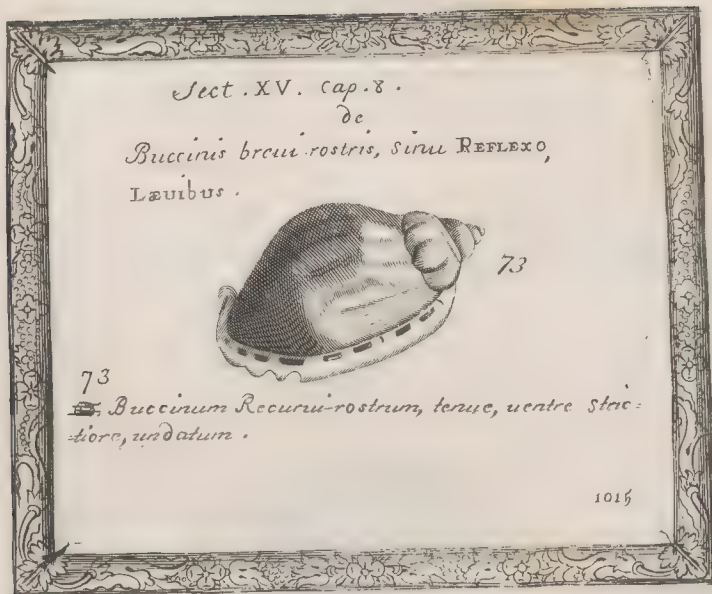 Sect. XV. Cap. 8.
de
Buccinis breui-rostris, Sinu REFLEXO,
Læuibus.
73
73
Buccinum Recurui-rostrum, tenue, uentre Stric=
=tiore, undatum.
1015